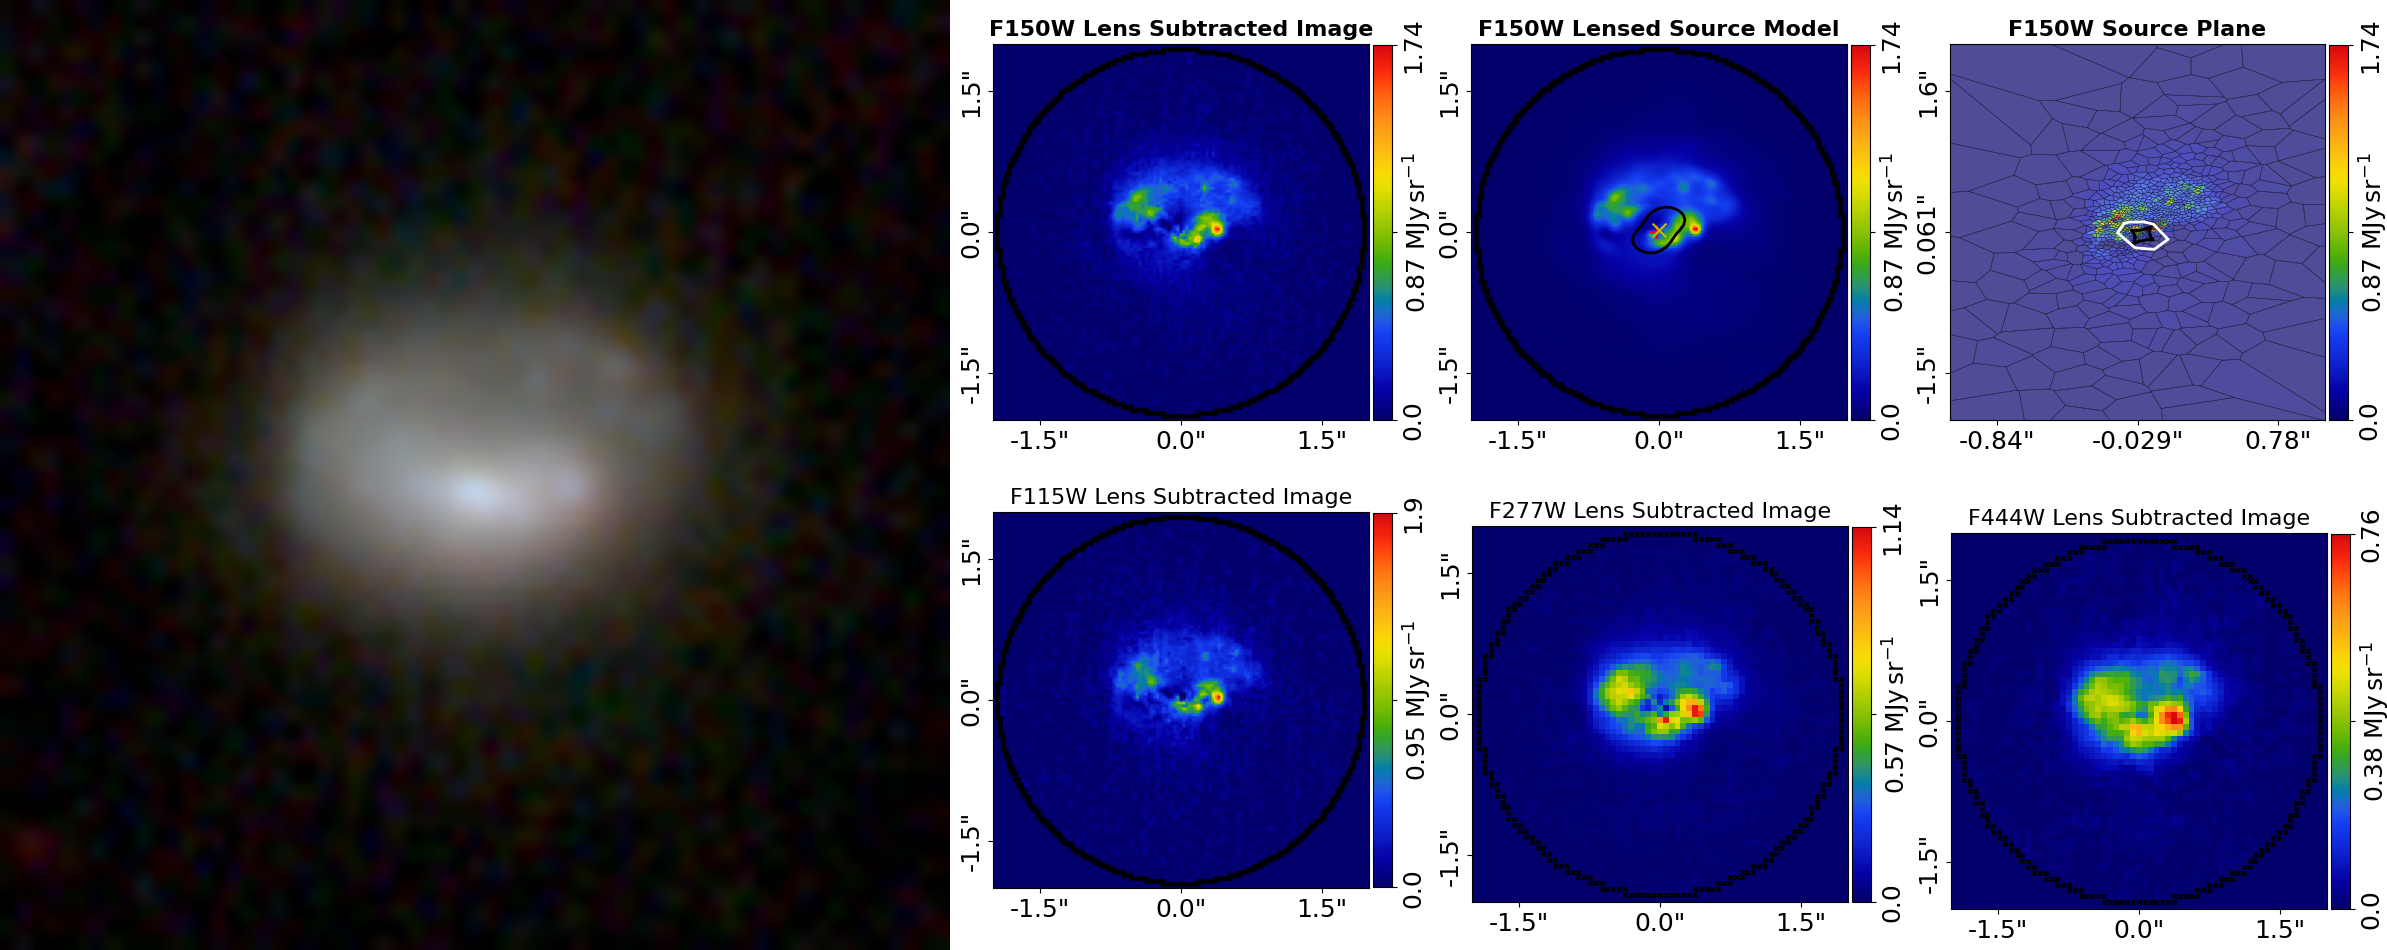 F150W Lens Subtracted Image
1.5"
0.0"
-1.5"
-1.5" 0.0" 1.5"
1.74
0.87 MJy sr⁻¹
0.0
F150W Lensed Source Model
1.5"
0.0"
-1.5"
-1.5" 0.0" 1.5"
1.74
0.87 MJy sr⁻¹
0.0
F150W Source Plane
1.6"
0.061"
-1.5"
-0.84" -0.029" 0.78"
1.74
0.87 MJy sr⁻¹
0.0
F115W Lens Subtracted Image
1.5"
0.0"
-1.5"
-1.5" 0.0" 1.5"
1.9
0.95 MJy sr⁻¹
0.0
F277W Lens Subtracted Image
1.5"
0.0"
-1.5"
-1.5" 0.0" 1.5"
1.14
0.57 MJy sr⁻¹
0.0
F444W Lens Subtracted Image
1.5"
0.0"
-1.5"
-1.5" 0.0" 1.5"
0.76
0.38 MJy sr⁻¹
0.0